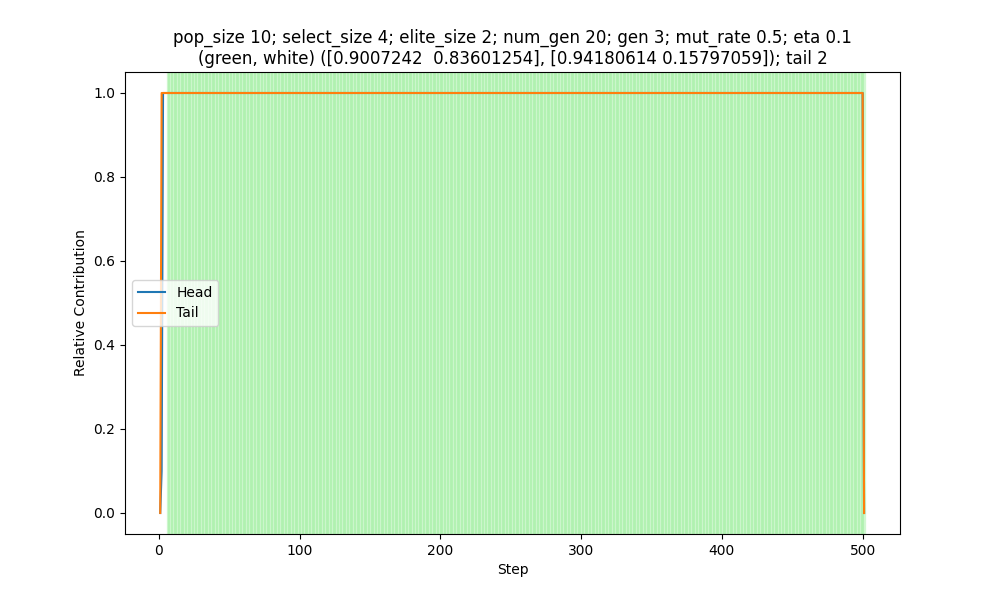 pop_size 10; select_size 4; elite_size 2; num_gen 20; gen 3; mut_rate 0.5; eta 0.1
(green, white) ([0.9007242  0.83601254], [0.94180614 0.15797059]); tail 2
1.0
0.8
0.6
0.4
0.2
0.0
Relative Contribution
Head
Tail
0
100
200
300
400
500
Step